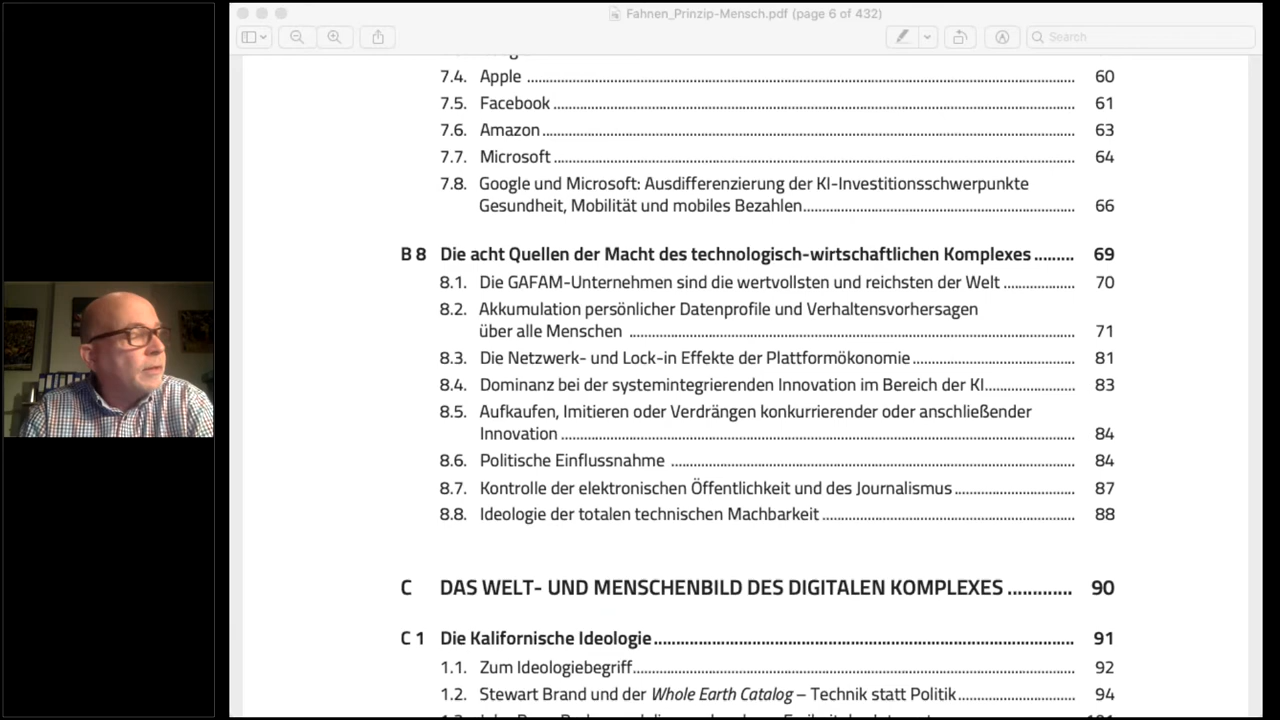 Fahnen_Prinzip-Mensch.pdf (page 6 of 432)
Search
7.4. Apple 60
7.5. Facebook 61
7.6. Amazon 63
7.7. Microsoft 64
7.8. Google und Microsoft: Ausdifferenzierung der KI-Investitionsschwerpunkte
Gesundheit, Mobilität und mobiles Bezahlen 66
B 8 Die acht Quellen der Macht des technologisch-wirtschaftlichen Komplexes 69
8.1. Die GAFAM-Unternehmen sind die wertvollsten und reichsten der Welt 70
8.2. Akkumulation persönlicher Datenprofile und Verhaltensvorhersagen
über alle Menschen 71
8.3. Die Netzwerk- und Lock-in Effekte der Plattformökonomie 81
8.4. Dominanz bei der systemintegrierenden Innovation im Bereich der KI 83
8.5. Aufkaufen, Imitieren oder Verdrängen konkurrierender oder anschließender
Innovation 84
8.6. Politische Einflussnahme 84
8.7. Kontrolle der elektronischen Öffentlichkeit und des Journalismus 87
8.8. Ideologie der totalen technischen Machbarkeit 88
C DAS WELT- UND MENSCHENBILD DES DIGITALEN KOMPLEXES 90
C 1 Die Kalifornische Ideologie 91
1.1. Zum Ideologiebegriff 92
1.2. Stewart Brand und der Whole Earth Catalog – Technik statt Politik 94